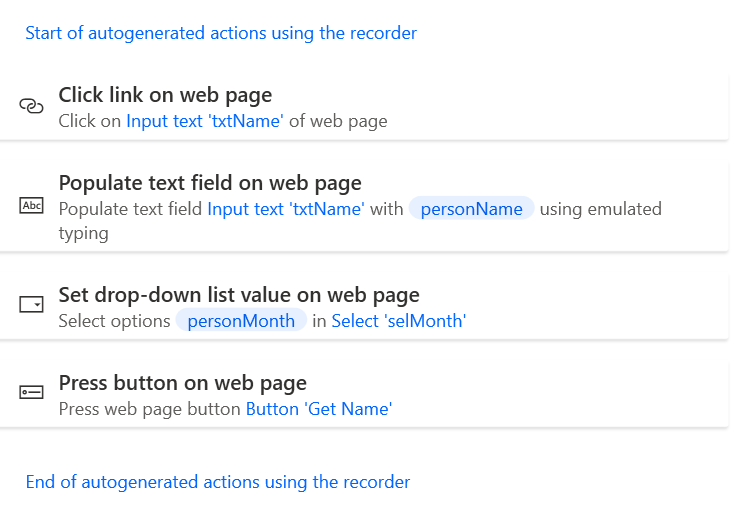 Start of autogenerated actions using the recorder
Click link on web page
Click on Input text 'txtName' of web page
Abc
Populate text field on web page
Populate text field Input text 'txtName' with personName using emulated
typing
Set drop-down list value on web page
Select options personMonth in Select 'selMonth'
Press button on web page
Press web page button Button 'Get Name'
End of autogenerated actions using the recorder